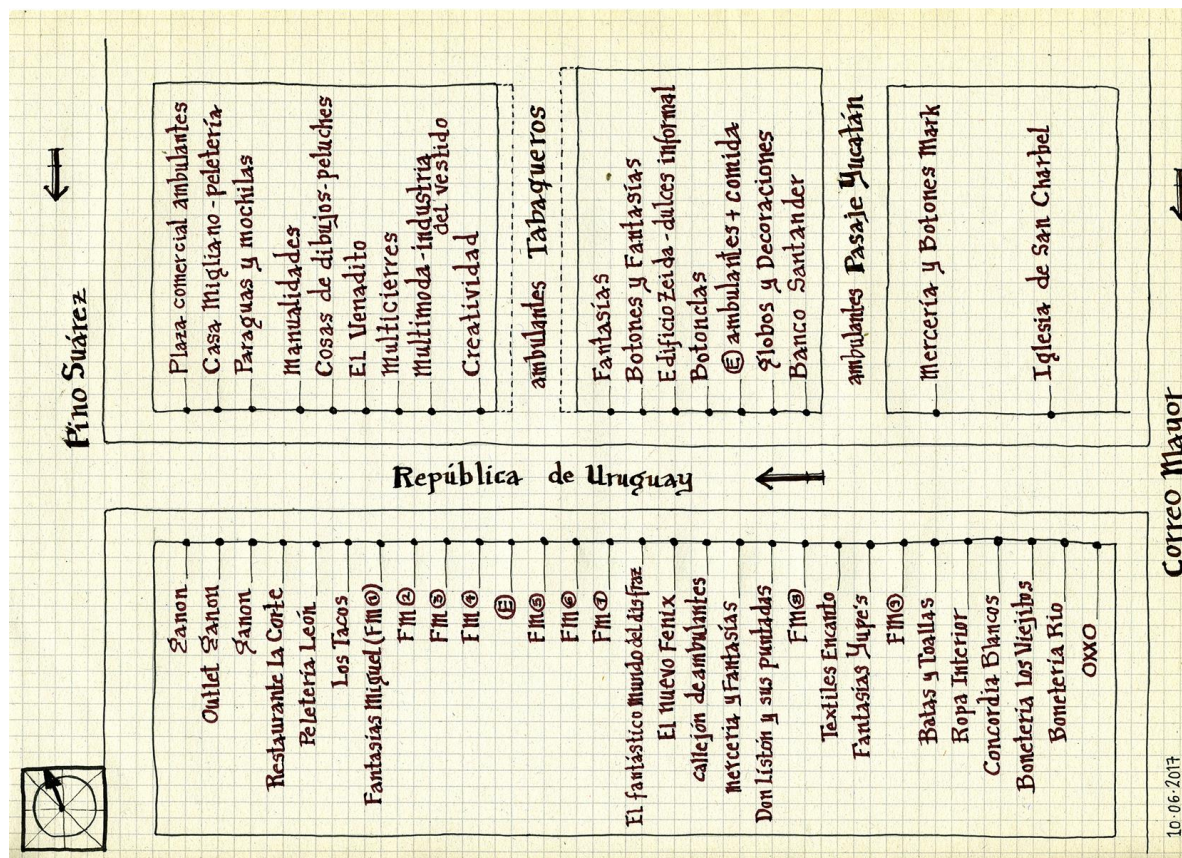 Pino Suárez
Plaza comercial ambulantes
Casa Migliano-peletería
Paraguas y mochilas
Manualidades
Cosas de dibujos-peluches
El Venadito
Multicierres
Multimoda-industria
del vestido
Creatividad
ambulantes Tabaqueros
Fantasías
Botones y Fantasías
Edificio Zeida-dulces informal
Botonclas
E ambulantes + comida
Globos y Decoraciones
Banco Santander
ambulantes Pasaje Yucatán
Mercería y Botones Mark
Iglesia de San Charbel
República de Uruguay
Ganon
Outlet Ganon
Ganon
Restaurante La Corte
Peletería León
Los Tacos
Fantasías Miguel (FM①)
FM②
FM③
FM④
E
FM⑤
FM⑥
FM⑦
El fantástico Mundo del disfraz
El nuevo Fenix
callejón de ambulantes
mercería y Fantasías
Don Listón y sus puntadas
FM⑧
Textiles Encanto
Fantasías Yupe's
FM⑨
Batas y Toallas
Ropa Interior
Concordia Blancos
Bonetería Los Viejitos
Bonetería Rio
OXXO
Correo Mayor
10·06·2017